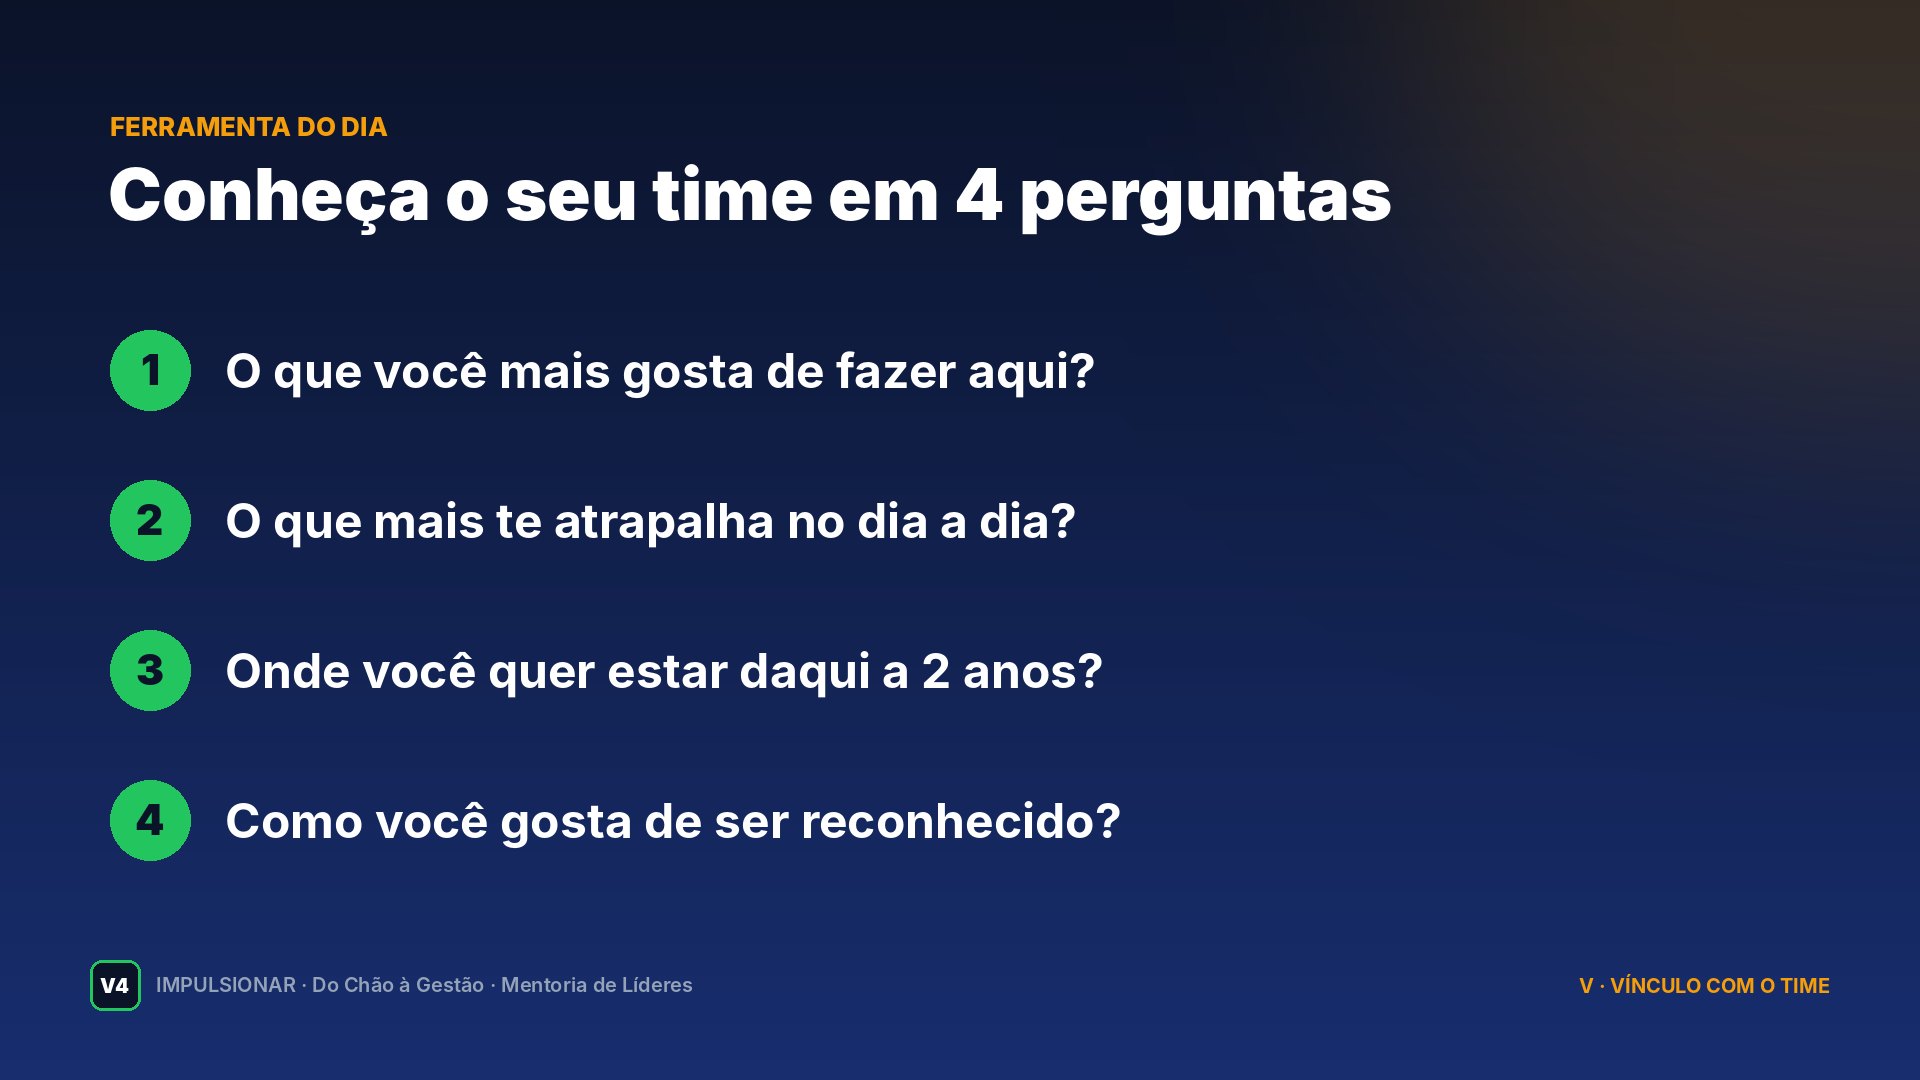 FERRAMENTA DO DIA
Conheça o seu time em 4 perguntas
1 O que você mais gosta de fazer aqui?
2 O que mais te atrapalha no dia a dia?
3 Onde você quer estar daqui a 2 anos?
4 Como você gosta de ser reconhecido?
V4 IMPULSIONAR · Do Chão à Gestão · Mentoria de Líderes
V · VÍNCULO COM O TIME